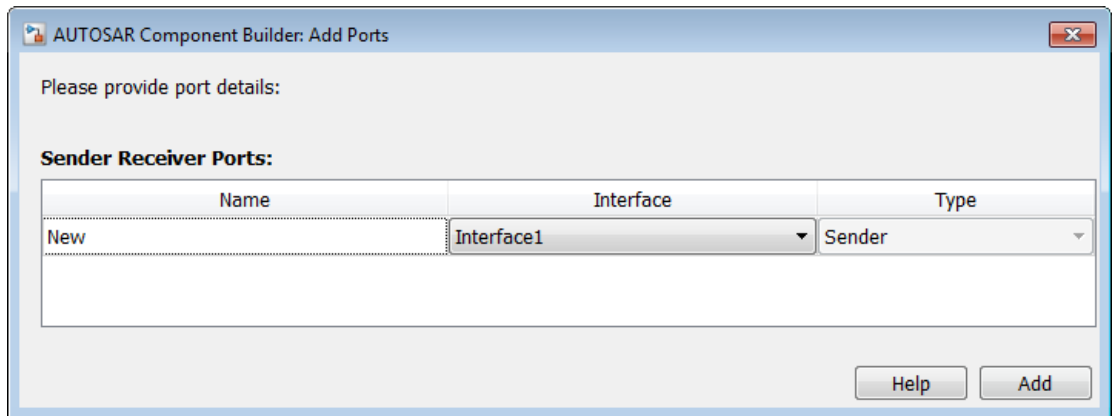 AUTOSAR Component Builder: Add Ports
Please provide port details:
Sender Receiver Ports:
Name Interface Type
New Interface1 Sender
Help Add